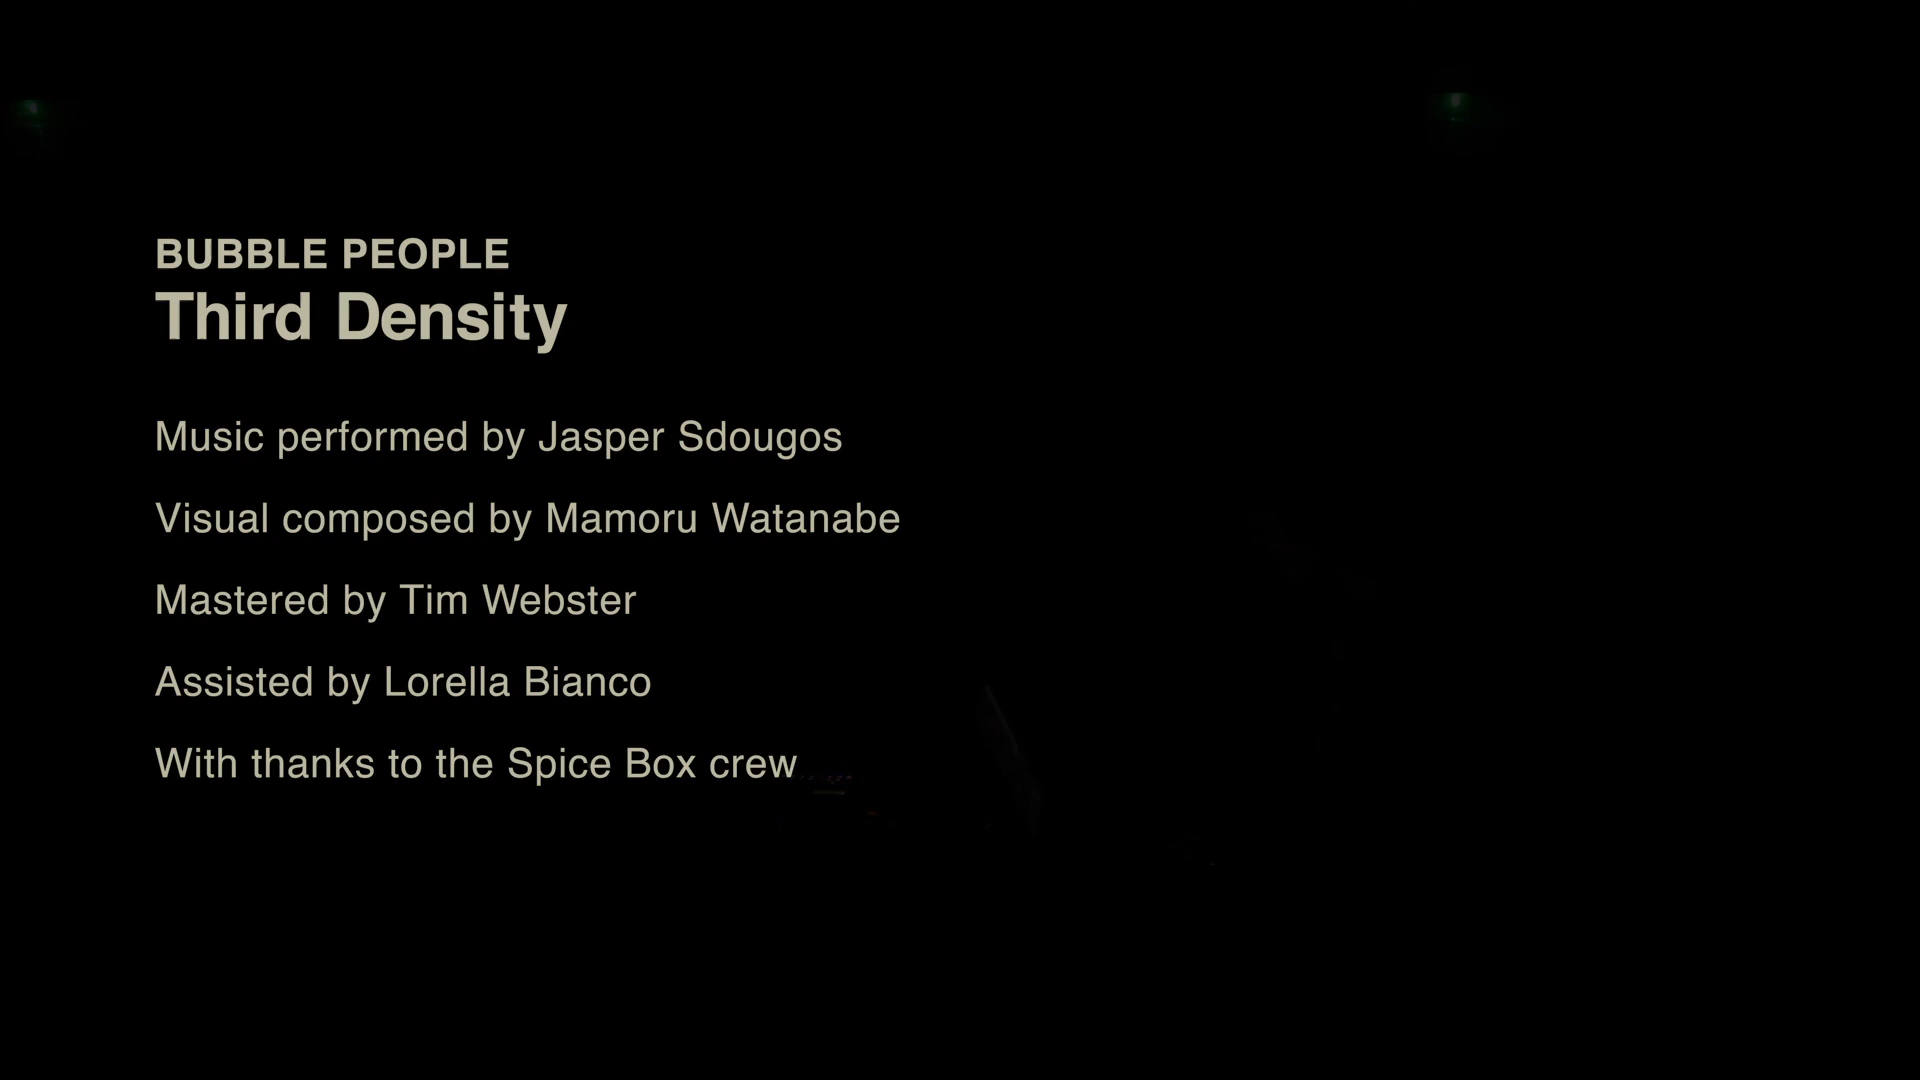 BUBBLE PEOPLE
Third Density
Music performed by Jasper Sdougos
Visual composed by Mamoru Watanabe
Mastered by Tim Webster
Assisted by Lorella Bianco
With thanks to the Spice Box crew